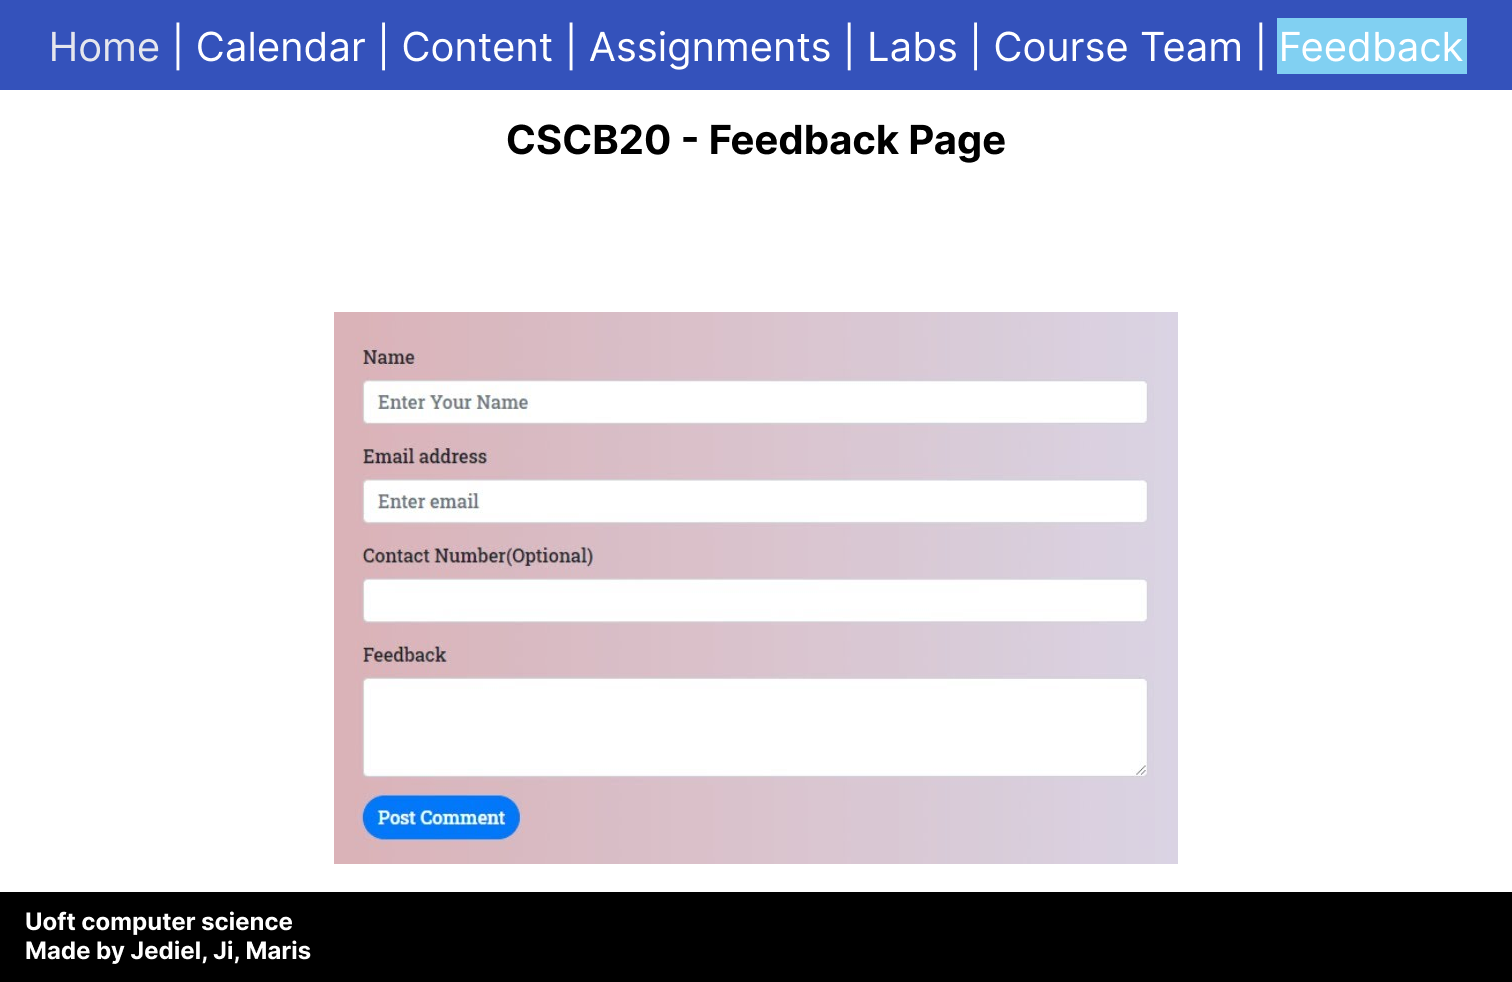 Home | Calendar | Content | Assignments | Labs | Course Team | Feedback
CSCB20 - Feedback Page
Name
Enter Your Name
Email address
Enter email
Contact Number(Optional)
Feedback
Post Comment
Uoft computer science
Made by Jediel, Ji, Maris